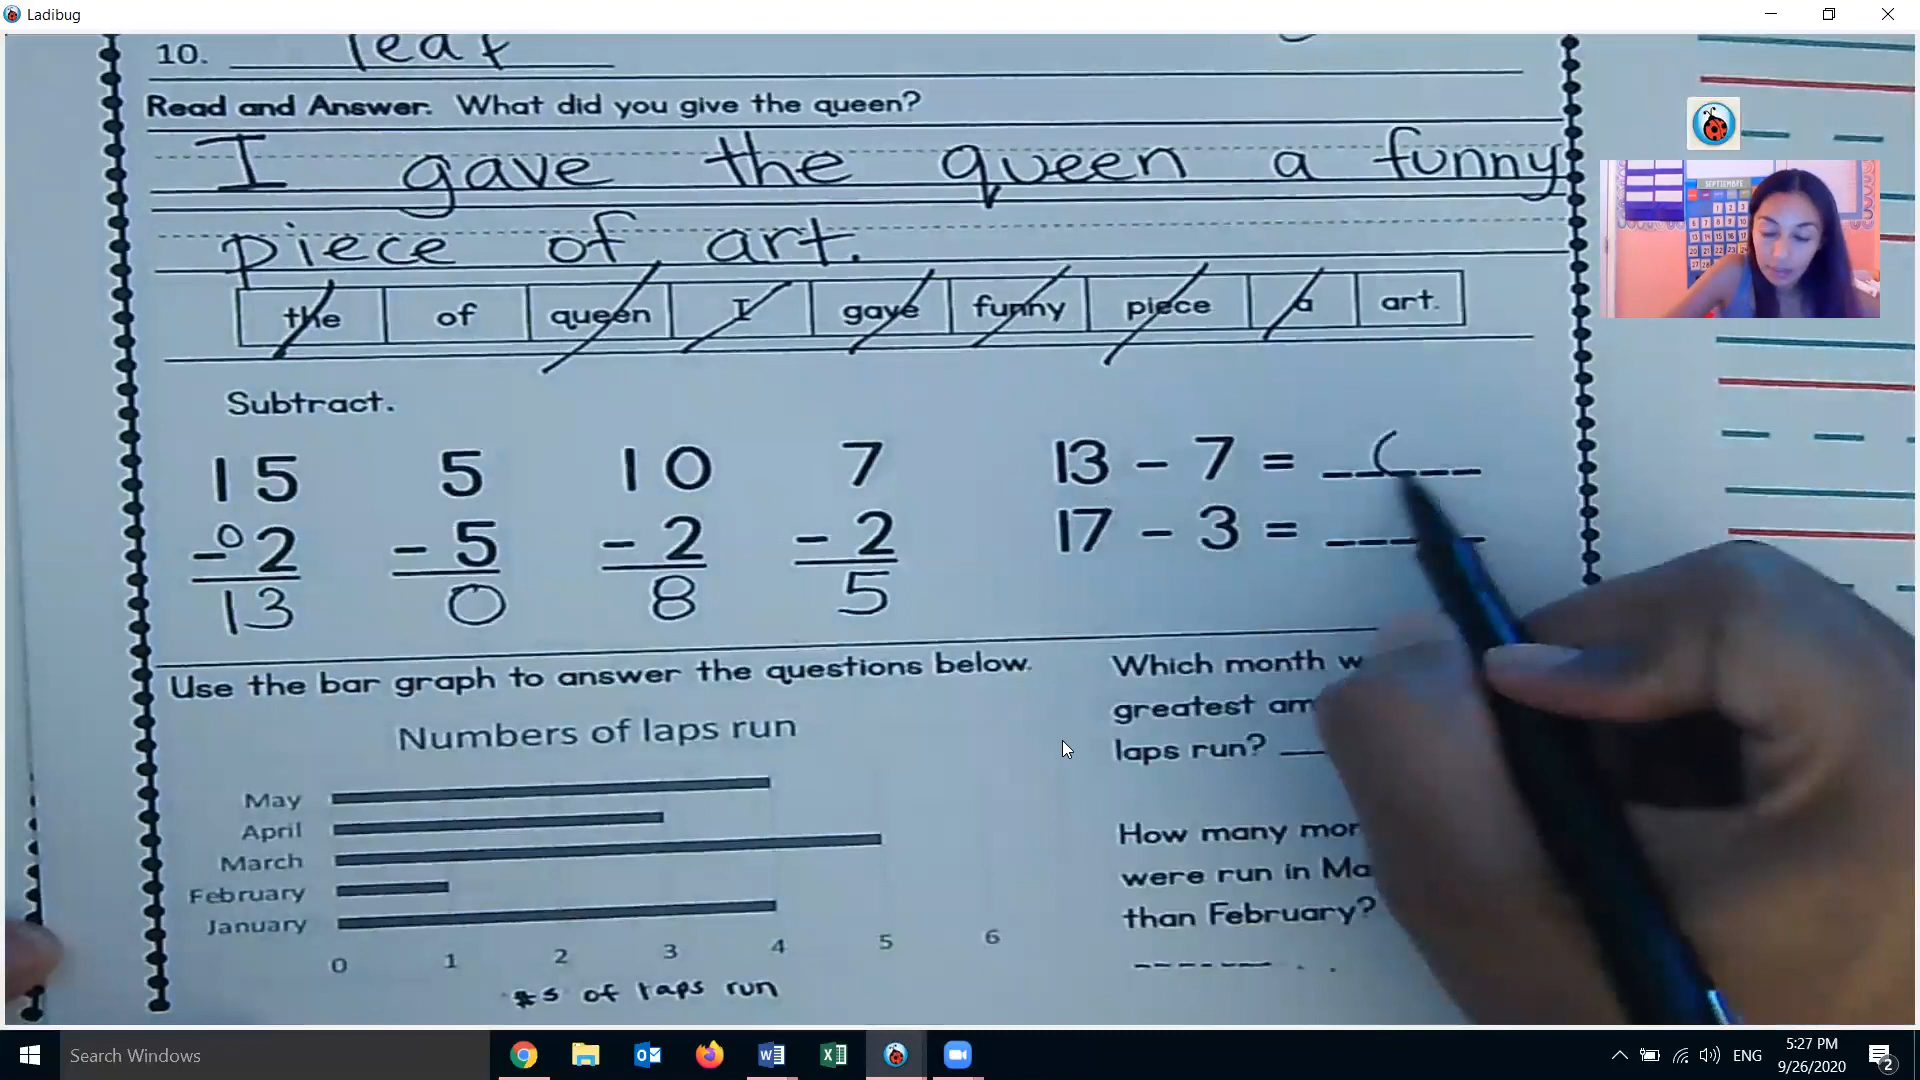 Ladibug
10. leaf
Read and Answer. What did you give the queen?
I gave the queen a funny
piece of art.
the of queen I gave funny piece a art.
Subtract.
15 5 10 7
-02 -5 -2 -2
13 0 8 5
13 - 7 =
17 - 3 =
Use the bar graph to answer the questions below.
Numbers of laps run
May
April
March
February
January
0 1 2 3 4 5 6
#s of laps run
Which month
greatest
laps run?
How many
were run in
than February?
SEPTIEMBRE
Search Windows
ENG
5:27 PM
9/26/2020
2